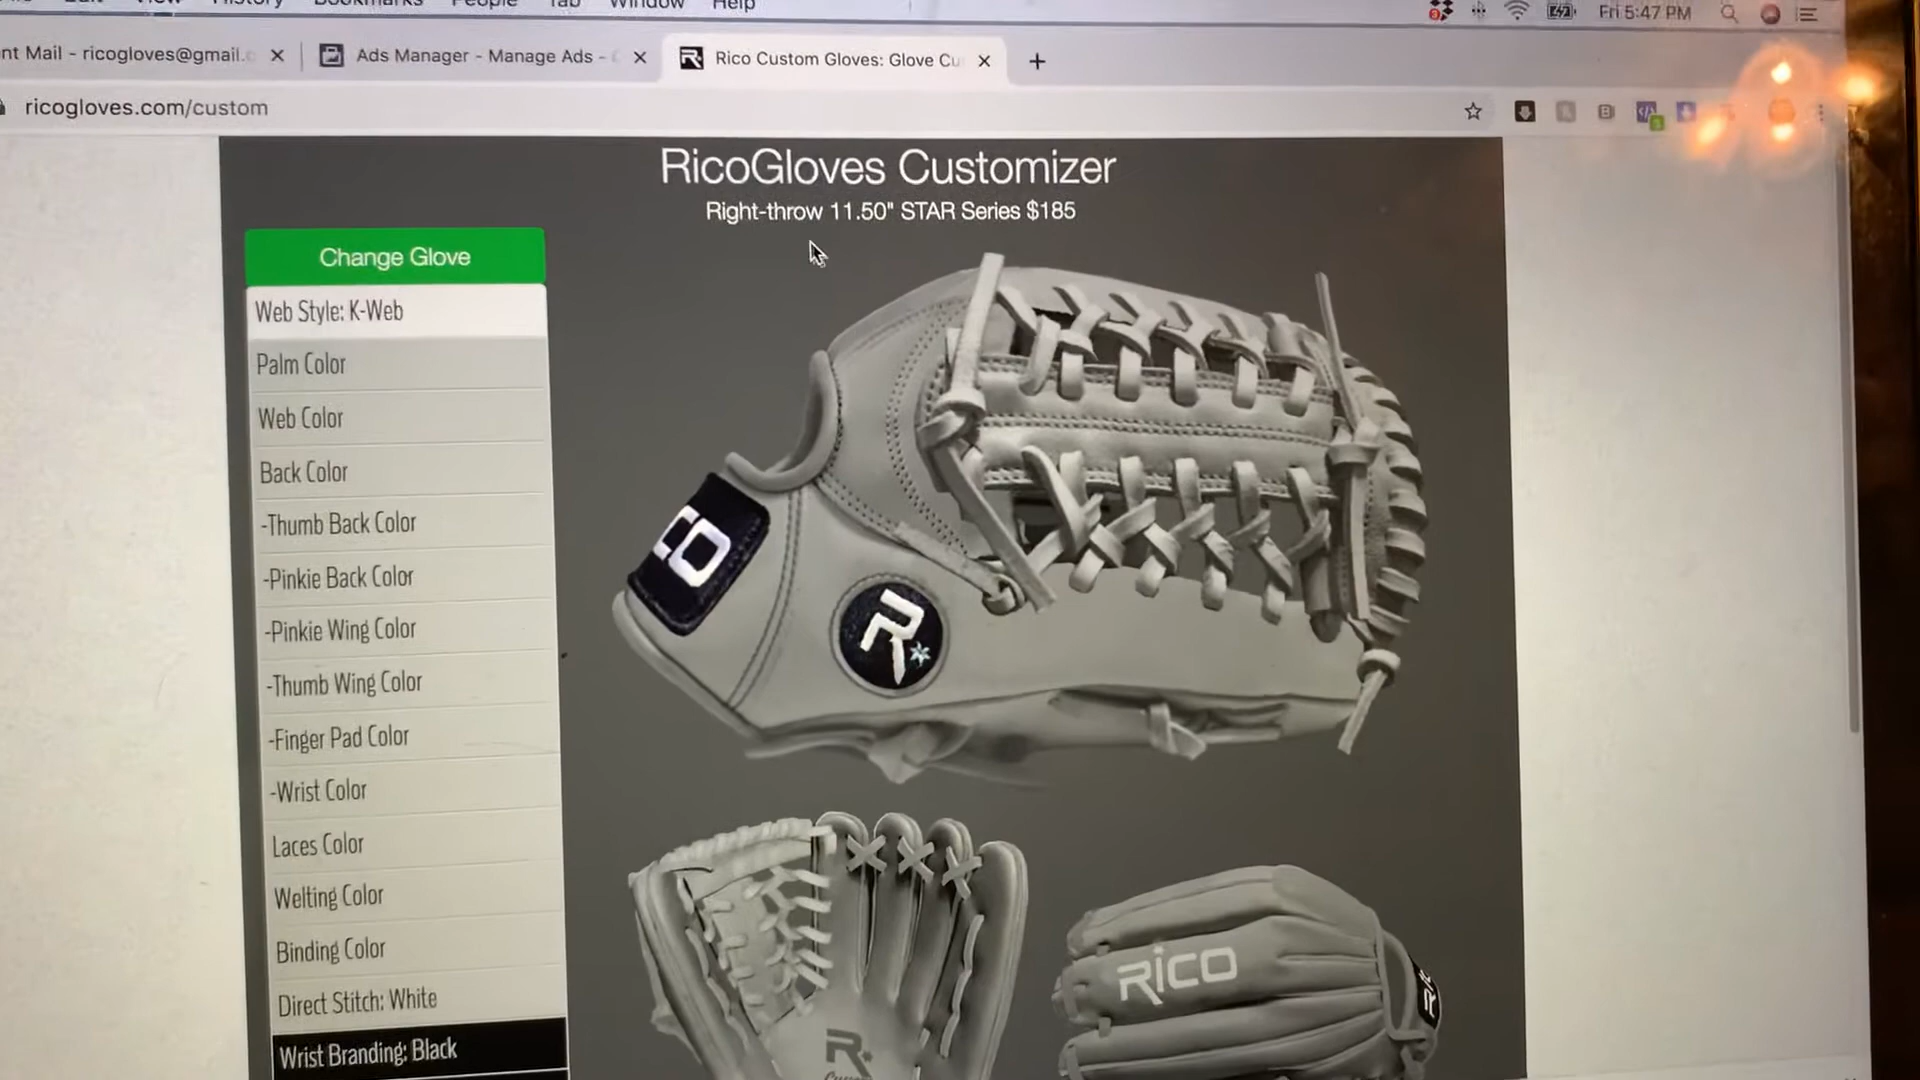 Window
Help
Fri 5:47 PM
nt Mail - ricogloves@gmail.c
Ads Manager - Manage Ads -
Rico Custom Gloves: Glove Cu
ricogloves.com/custom
RicoGloves Customizer
Right-throw 11.50" STAR Series $185
Change Glove
Web Style: K-Web
Palm Color
Web Color
Back Color
-Thumb Back Color
-Pinkie Back Color
-Pinkie Wing Color
-Thumb Wing Color
-Finger Pad Color
-Wrist Color
Laces Color
Welting Color
Binding Color
Direct Stitch: White
Wrist Branding: Black
CO
R
RICO
R